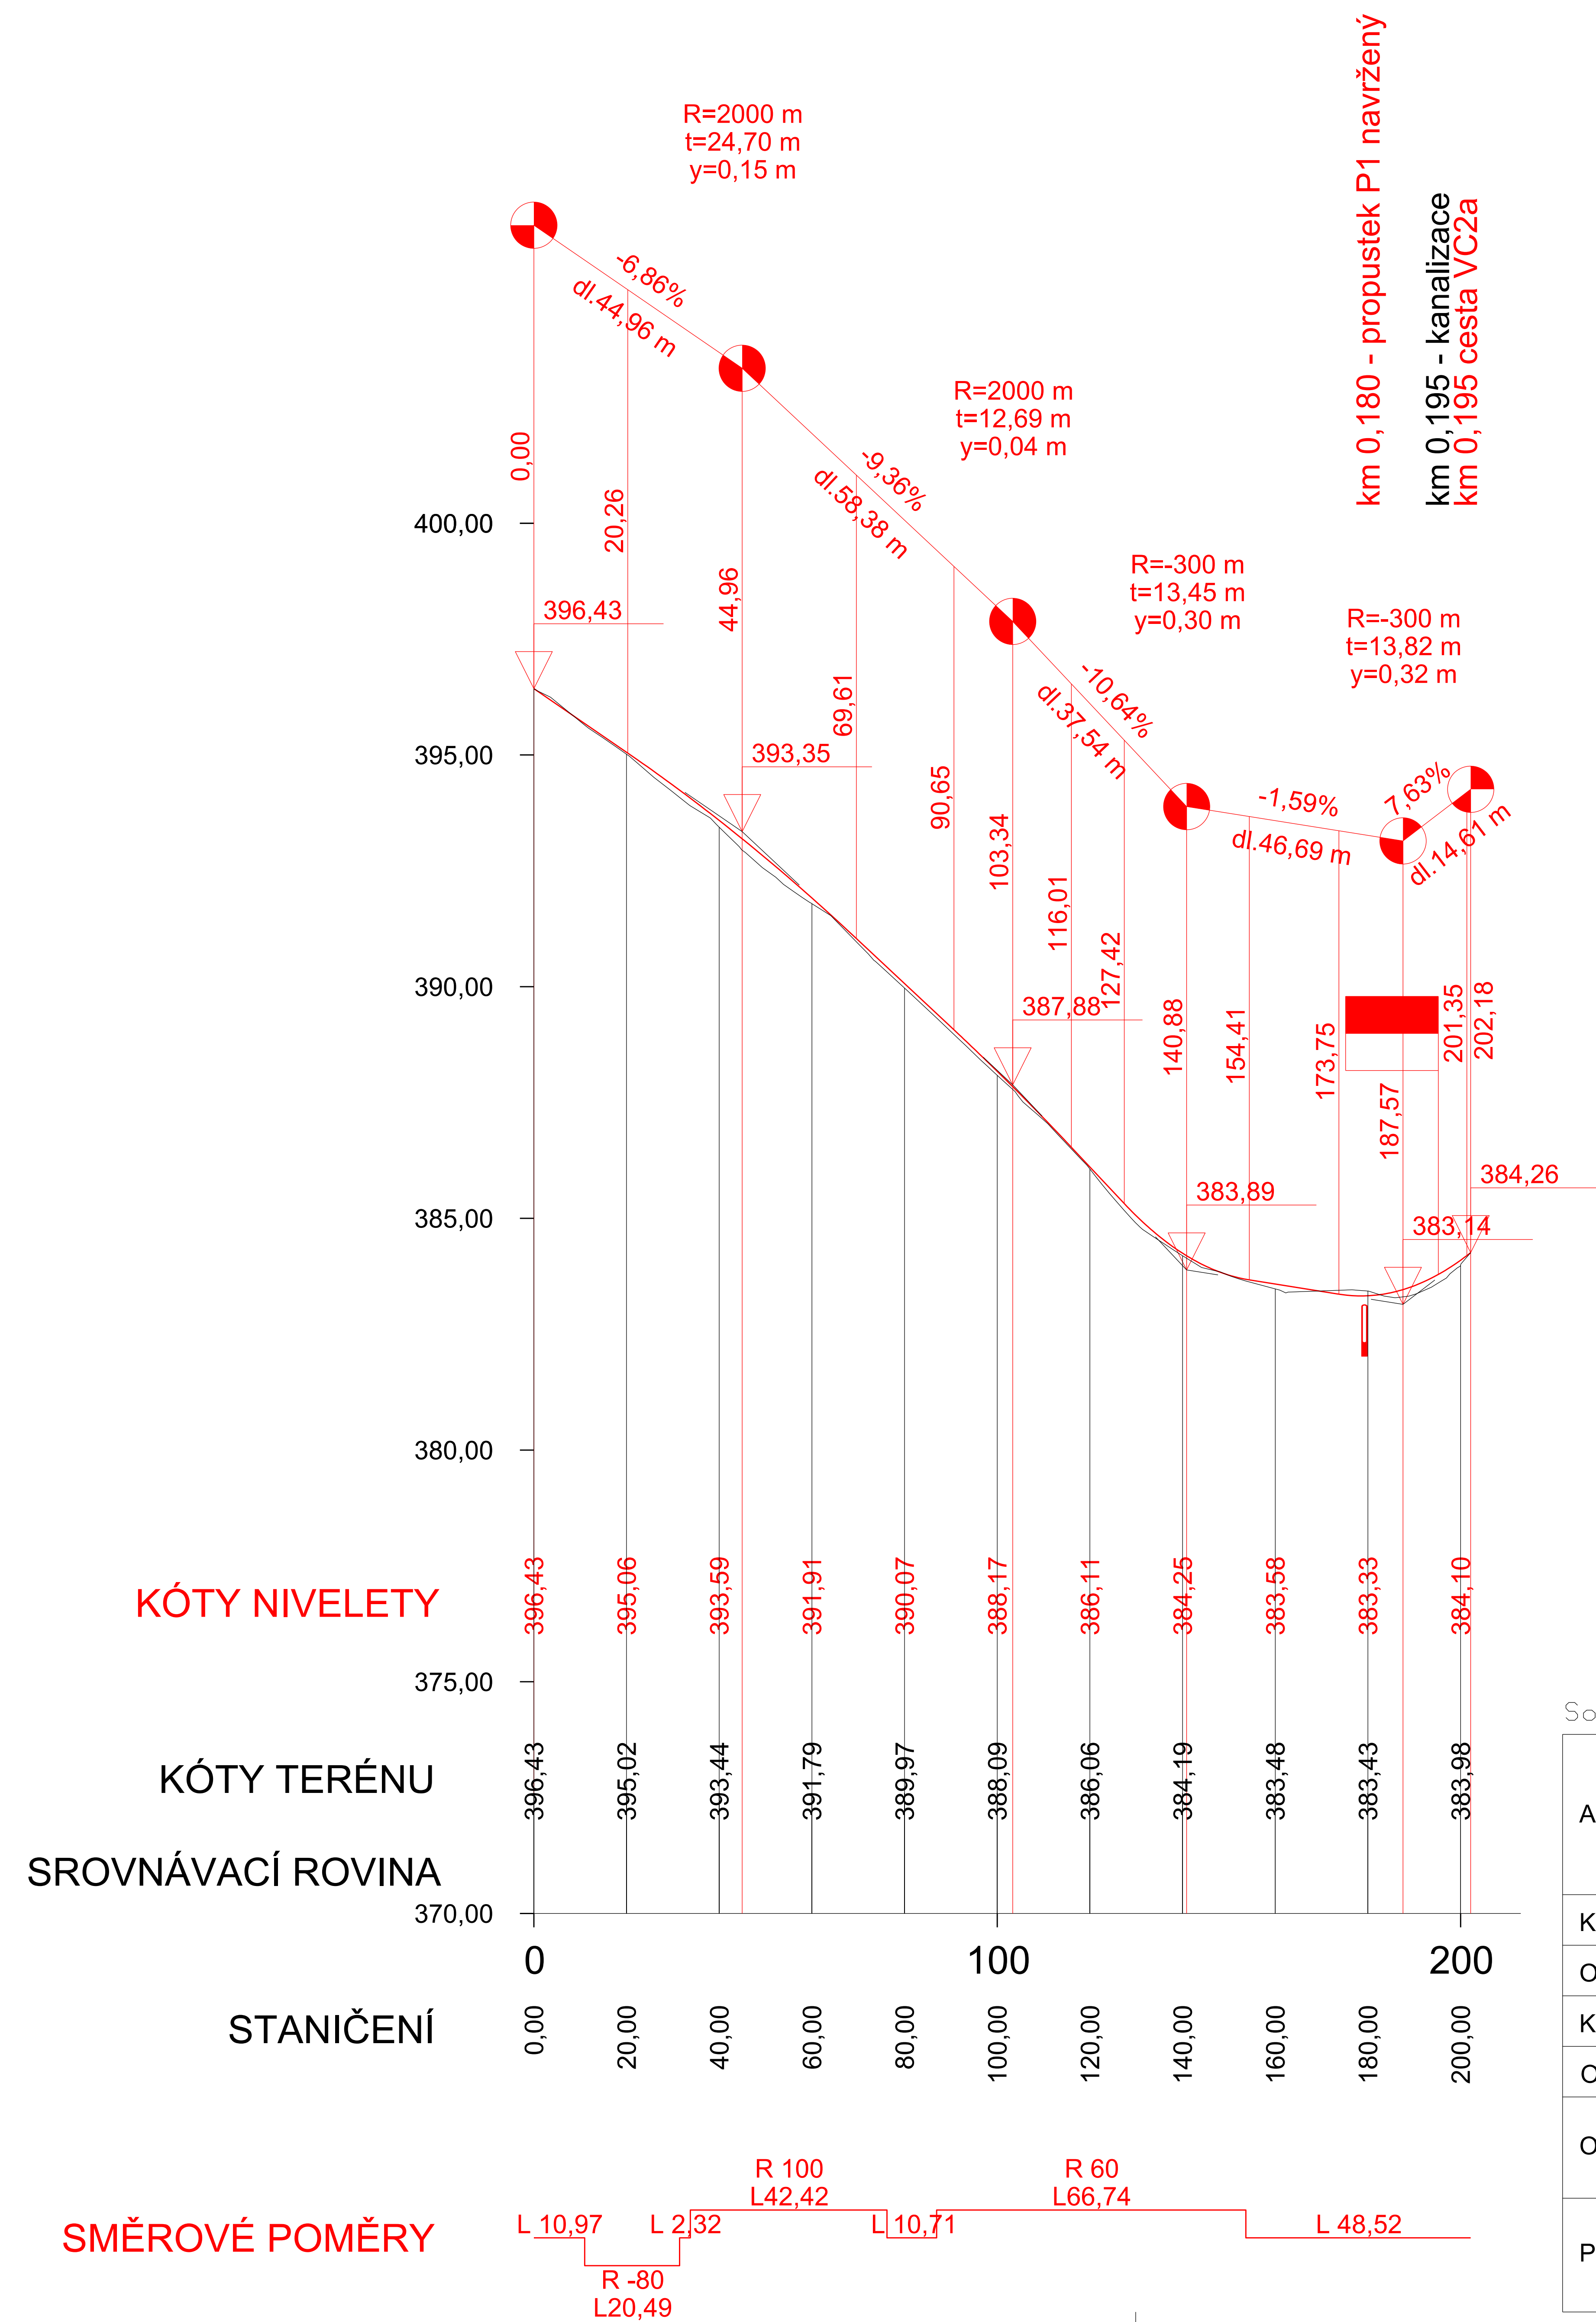 km 0,180 - propustek P1 navržený
km 0,195 - kanalizace
km 0,195 cesta VC2a
R=2000 m
t=24,70 m
y=0,15 m
-6,86%
dl.44,96 m
R=2000 m
t=12,69 m
y=0,04 m
-9,36%
dl.58,38 m
R=-300 m
t=13,45 m
y=0,30 m
-10,64%
dl.37,54 m
R=-300 m
t=13,82 m
y=0,32 m
-1,59%
dl.46,69 m
7,63%
dl.14,61 m
0,00
20,26
44,96
69,61
90,65
103,34
116,01
127,42
140,88
154,41
173,75
187,57
201,35
202,18
396,43
393,35
387,88
383,89
383,14
384,26
400,00
395,00
390,00
385,00
380,00
375,00
370,00
KÓTY NIVELETY
396,43 395,06 393,59 391,91 390,07 388,17 386,11 384,25 383,58 383,33 384,10
KÓTY TERÉNU
396,43 395,02 393,44 391,79 389,97 388,09 386,06 384,19 383,48 383,43 383,98
SROVNÁVACÍ ROVINA
0 100 200
STANIČENÍ
0,00 20,00 40,00 60,00 80,00 100,00 120,00 140,00 160,00 180,00 200,00
SMĚROVÉ POMĚRY
L 10,97
R -80
L20,49
L 2,32
R 100
L42,42
L 10,71
R 60
L66,74
L 48,52
So
A
K
O
K
O
O
P